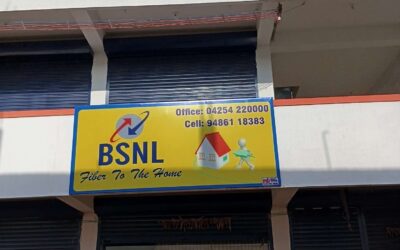 Office: 04254 220000
Cell: 94861 18383
BSNL
Fiber To The Home